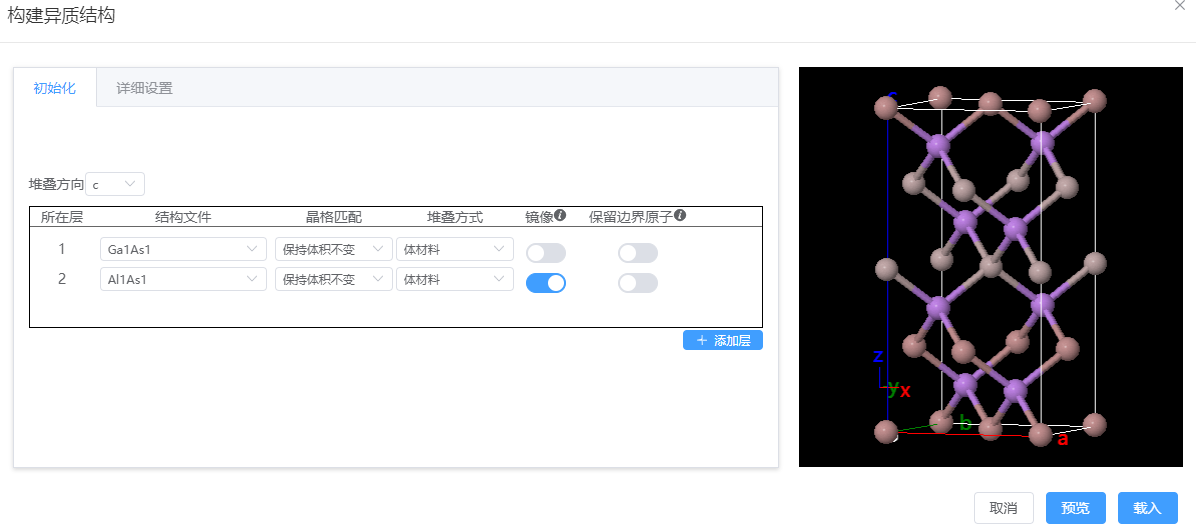 构建异质结构
初始化 详细设置
堆叠方向 c
所在层 结构文件 晶格匹配 堆叠方式 镜像 保留边界原子
1 Ga1As1 保持体积不变 体材料
2 Al1As1 保持体积不变 体材料
+ 添加层
z
y x
b
a
取消 预览 载入